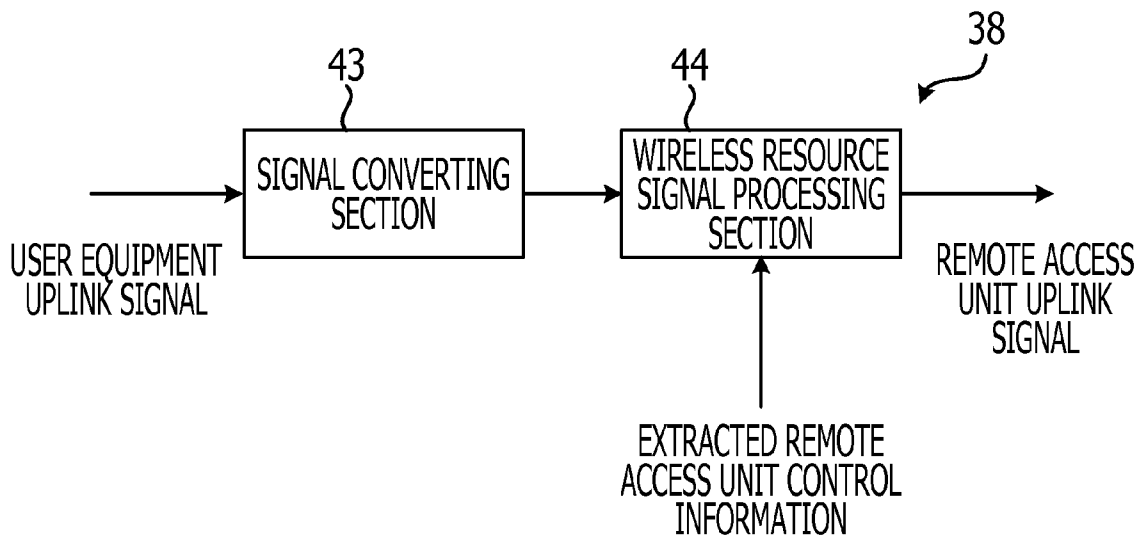 38
43
44
SIGNAL CONVERTING
SECTION
WIRELESS RESOURCE
SIGNAL PROCESSING
SECTION
USER EQUIPMENT
UPLINK SIGNAL
REMOTE ACCESS
UNIT UPLINK
SIGNAL
EXTRACTED REMOTE
ACCESS UNIT CONTROL
INFORMATION